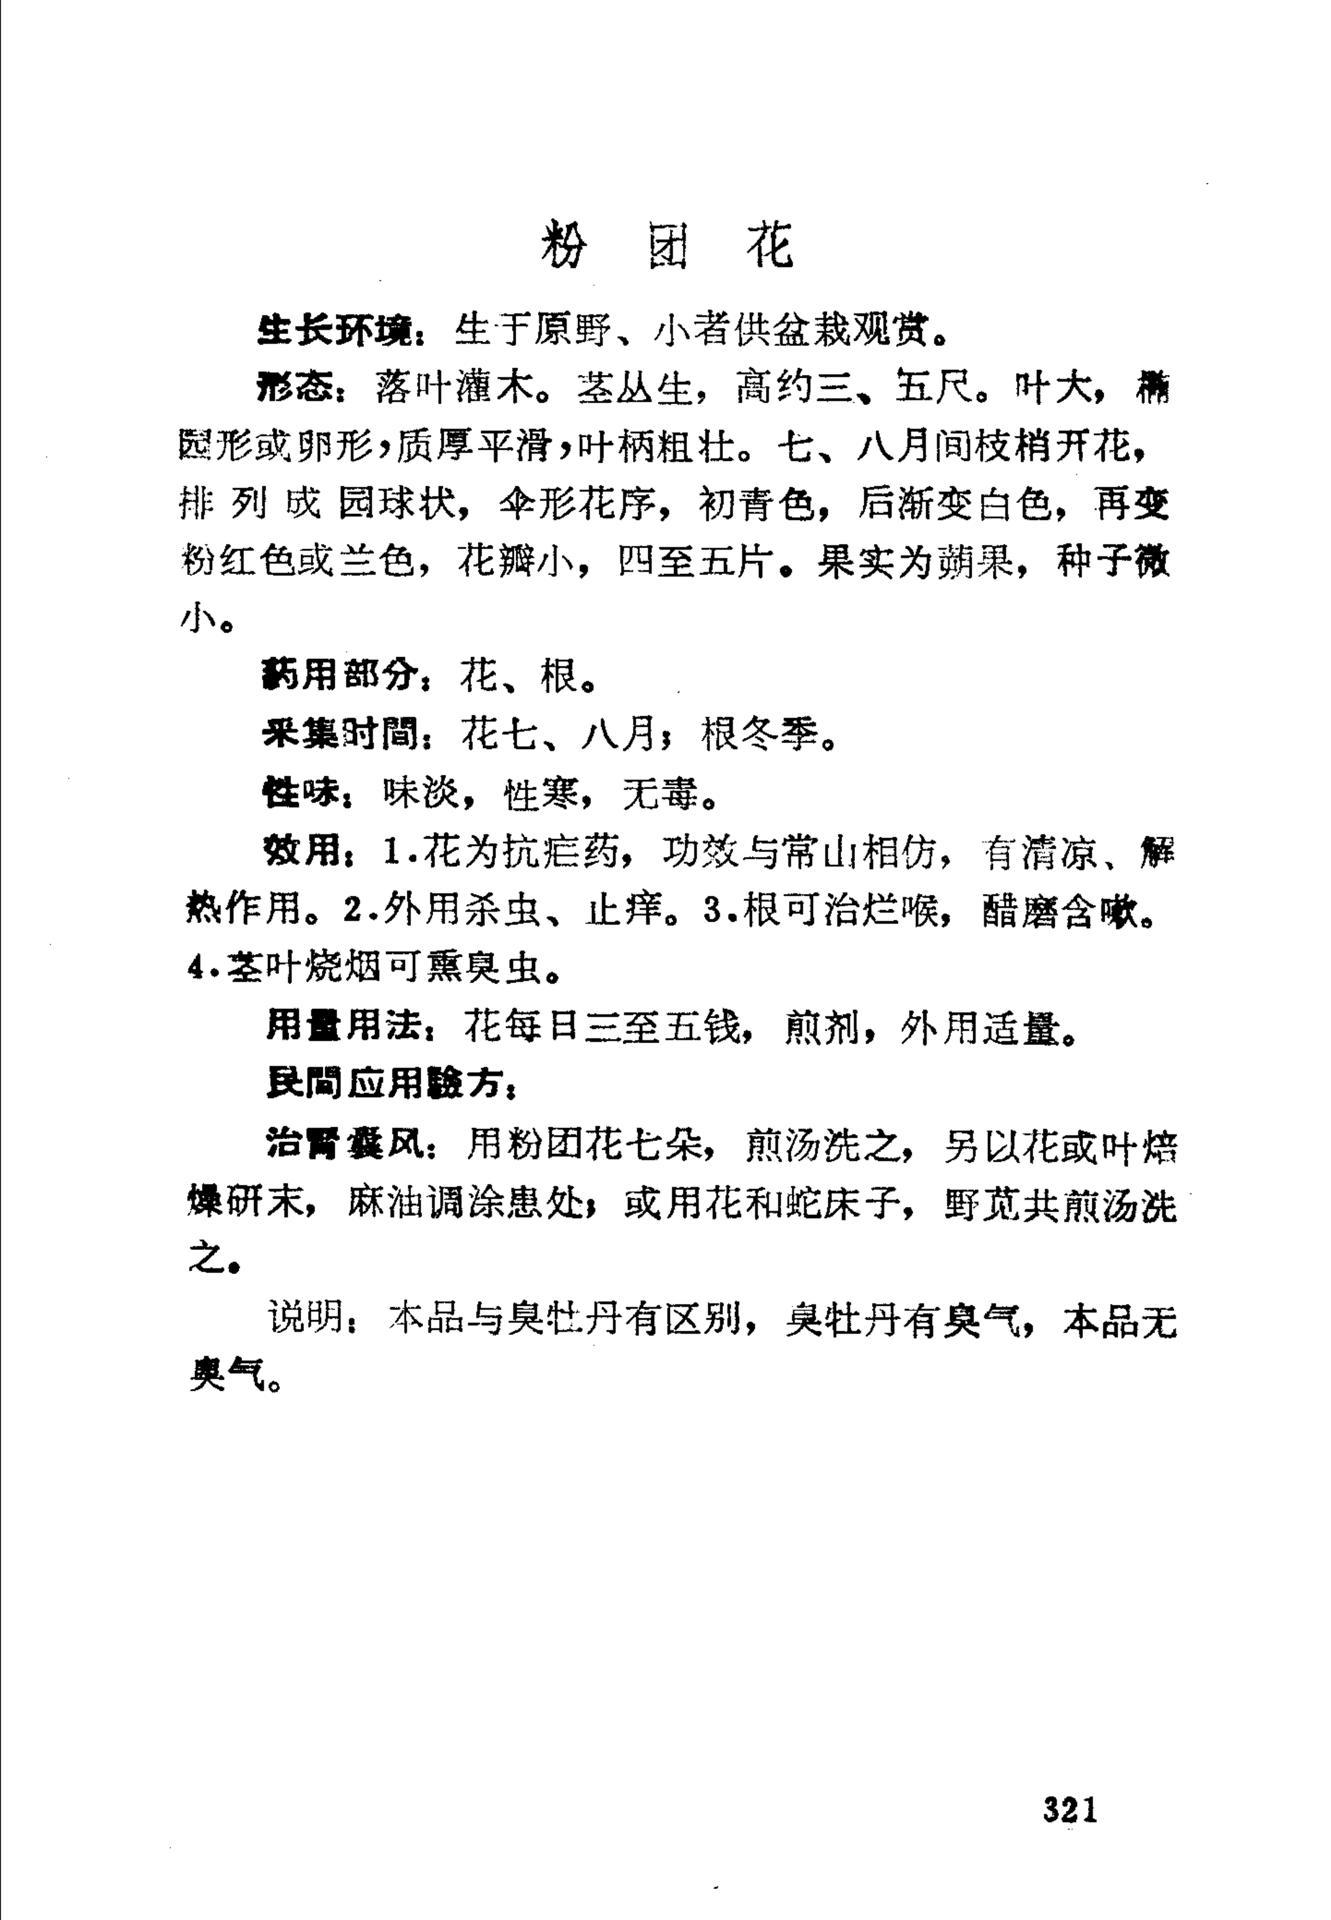 粉团花
生长环境：生于原野、小者供盆栽观赏。
形态：落叶灌木。茎丛生，高约三、五尺。叶大，椭
园形或卵形，质厚平滑，叶柄粗壮。七、八月间枝梢开花，
排列成园球状，伞形花序，初青色，后渐变白色，再变
粉红色或兰色，花瓣小，四至五片。果实为蒴果，种子微
小。
药用部分：花、根。
采集时間：花七、八月；根冬季。
性味：味淡，性寒，无毒。
效用：1.花为抗疟药，功效与常山相仿，有清凉、解
热作用。2.外用杀虫、止痒。3.根可治烂喉，醋磨含嗽。
4.茎叶烧烟可熏臭虫。
用量用法：花每日三至五钱，煎剂，外用适量。
民間应用驗方：
治腎囊风：用粉团花七朵，煎汤洗之，另以花或叶焙
燥研末，麻油调涂患处；或用花和蛇床子，野苋共煎汤洗
之。
说明：本品与臭牡丹有区别，臭牡丹有臭气，本品无
臭气。
321